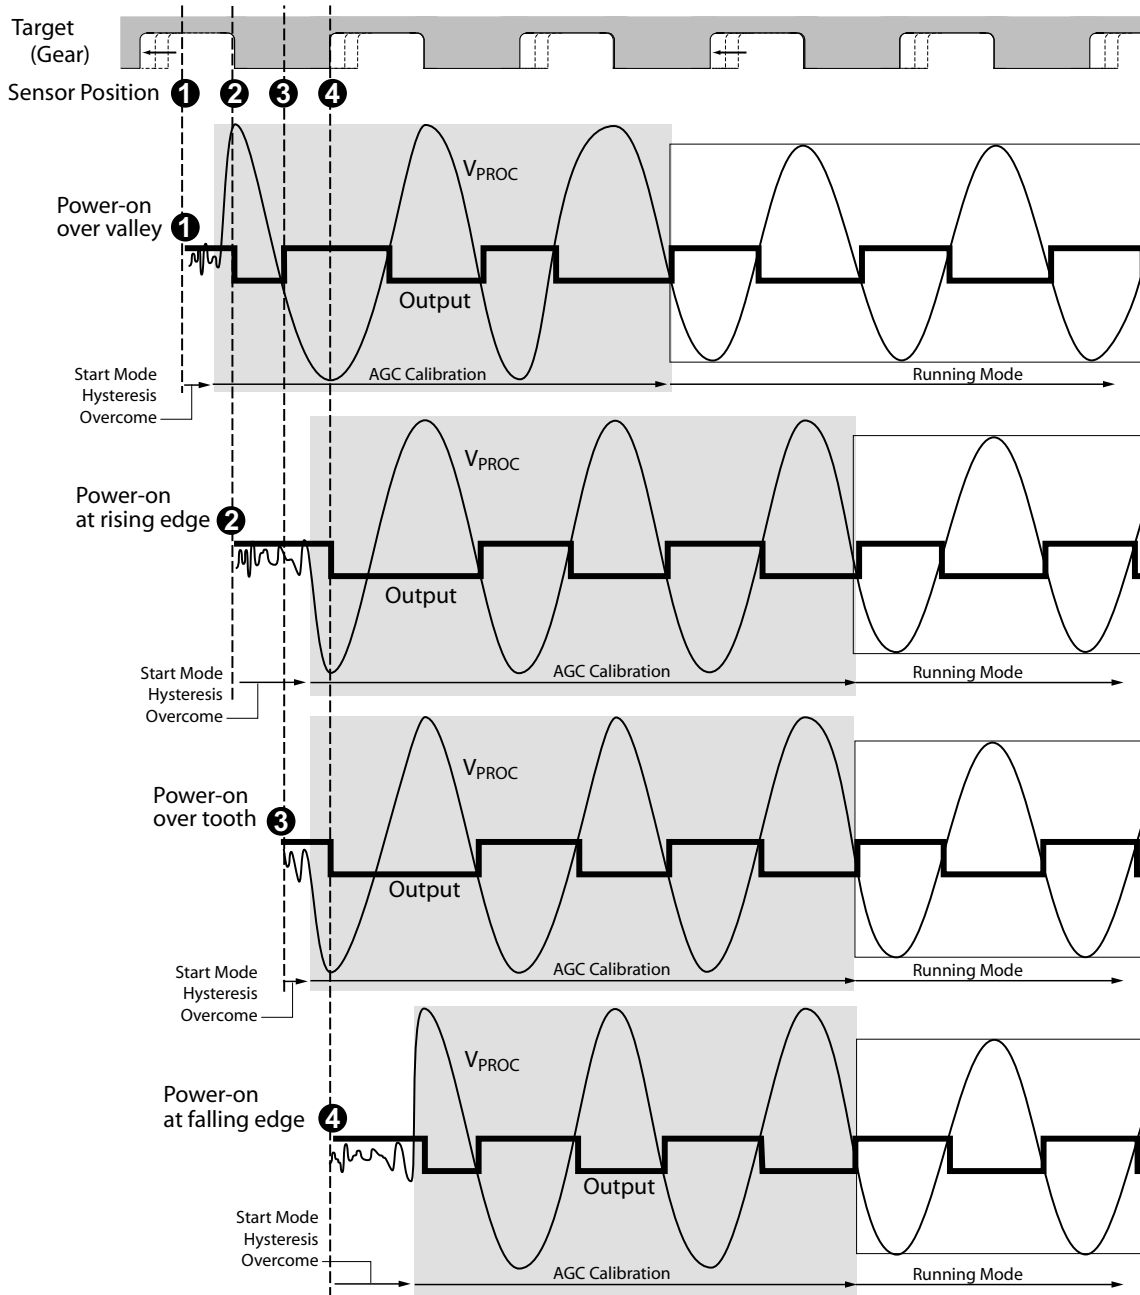 Target
(Gear)
Sensor Position 1 2 3 4
Power-on
over valley 1
VPROC
Output
Start Mode
Hysteresis
Overcome
AGC Calibration
Running Mode
Power-on
at rising edge 2
VPROC
Output
Start Mode
Hysteresis
Overcome
AGC Calibration
Running Mode
Power-on
over tooth 3
VPROC
Output
Start Mode
Hysteresis
Overcome
AGC Calibration
Running Mode
Power-on
at falling edge 4
VPROC
Output
Start Mode
Hysteresis
Overcome
AGC Calibration
Running Mode